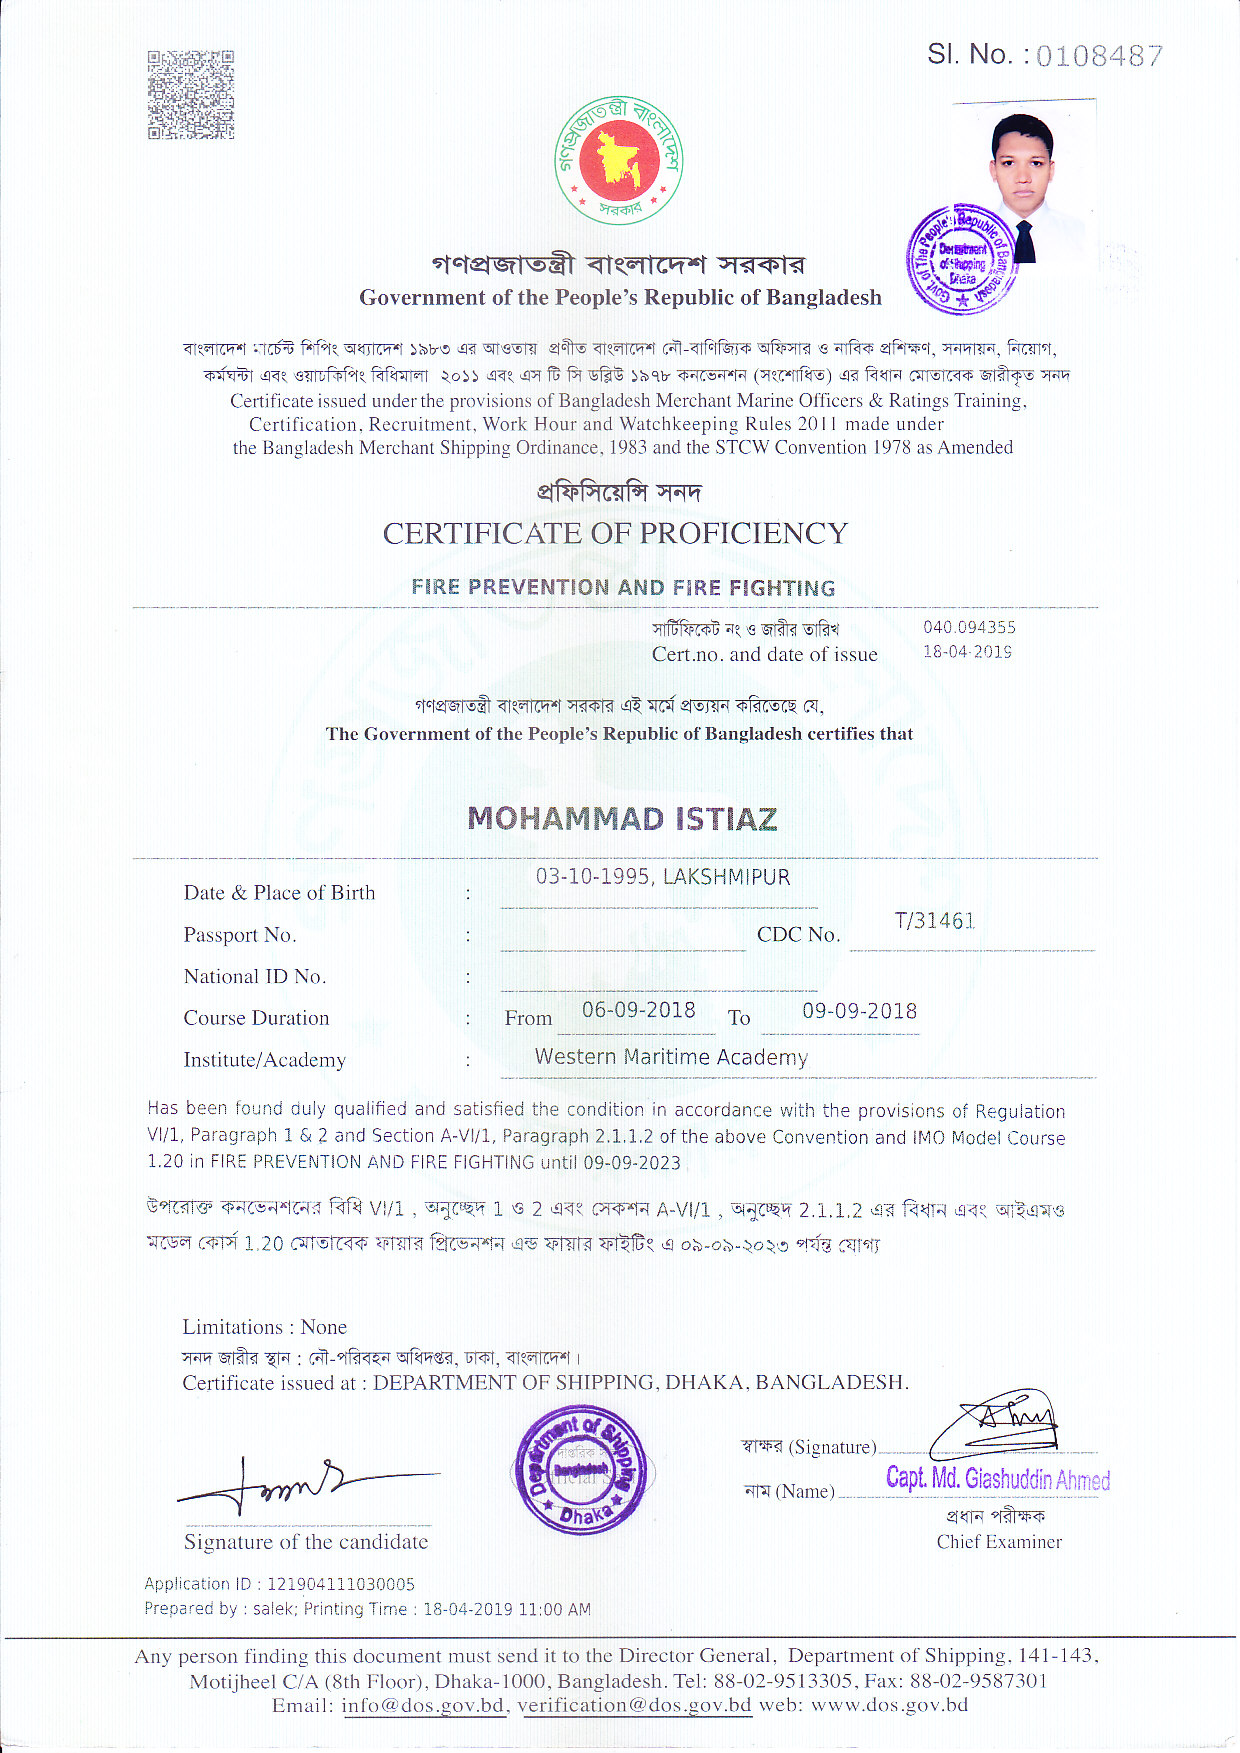 Sl. No. : 0108487
গণপ্রজাতন্ত্রী বাংলাদেশ
সরকার
Govt. of The People's Republic of Bangladesh
Department
of Shipping
Dhaka
গণপ্রজাতন্ত্রী বাংলাদেশ সরকার
Government of the People's Republic of Bangladesh
বাংলাদেশ মার্চেন্ট শিপিং অধ্যাদেশ ১৯৮৩ এর আওতায় প্রণীত বাংলাদেশ নৌ-বাণিজ্যিক অফিসার ও নাবিক প্রশিক্ষণ, সনদায়ন, নিয়োগ,
কর্মঘন্টা এবং ওয়াচকিপিং বিধিমালা ২০১১ এবং এস টি সি ডব্লিউ ১৯৭৮ কনভেনশন (সংশোধিত) এর বিধান মোতাবেক জারীকৃত সনদ
Certificate issued under the provisions of Bangladesh Merchant Marine Officers & Ratings Training,
Certification, Recruitment, Work Hour and Watchkeeping Rules 2011 made under
the Bangladesh Merchant Shipping Ordinance, 1983 and the STCW Convention 1978 as Amended
প্রফিসিয়েন্সি সনদ
CERTIFICATE OF PROFICIENCY
FIRE PREVENTION AND FIRE FIGHTING
সার্টিফিকেট নং ও জারীর তারিখ 040.094355
Cert.no. and date of issue 18-04-2019
গণপ্রজাতন্ত্রী বাংলাদেশ সরকার এই মর্মে প্রত্যয়ন করিতেছে যে,
The Government of the People's Republic of Bangladesh certifies that
MOHAMMAD ISTIAZ
Date & Place of Birth : 03-10-1995, LAKSHMIPUR
Passport No. : CDC No. T/31461
National ID No. :
Course Duration : From 06-09-2018 To 09-09-2018
Institute/Academy : Western Maritime Academy
Has been found duly qualified and satisfied the condition in accordance with the provisions of Regulation
VI/1, Paragraph 1 & 2 and Section A-VI/1, Paragraph 2.1.1.2 of the above Convention and IMO Model Course
1.20 in FIRE PREVENTION AND FIRE FIGHTING until 09-09-2023
উপরোক্ত কনভেনশনের বিধি VI/1 , অনুচ্ছেদ 1 ও 2 এবং সেকশন A-VI/1 , অনুচ্ছেদ 2.1.1.2 এর বিধান এবং আইএমও
মডেল কোর্স 1.20 মোতাবেক ফায়ার প্রিভেনশন এন্ড ফায়ার ফাইটিং এ ০৯-০৯-২০২৩ পর্যন্ত যোগ্য
Limitations : None
সনদ জারীর স্থান : নৌ-পরিবহন অধিদপ্তর, ঢাকা, বাংলাদেশ।
Certificate issued at : DEPARTMENT OF SHIPPING, DHAKA, BANGLADESH.
Department of Shipping
Bangladesh
Dhaka
স্বাক্ষর (Signature)
নাম (Name) Capt. Md. Giashuddin Ahmed
প্রধান পরীক্ষক
Signature of the candidate Chief Examiner
Application ID : 121904111030005
Prepared by : salek; Printing Time : 18-04-2019 11:00 AM
Any person finding this document must send it to the Director General, Department of Shipping, 141-143,
Motijheel C/A (8th Floor), Dhaka-1000, Bangladesh. Tel: 88-02-9513305, Fax: 88-02-9587301
Email: info@dos.gov.bd, verification@dos.gov.bd web: www.dos.gov.bd